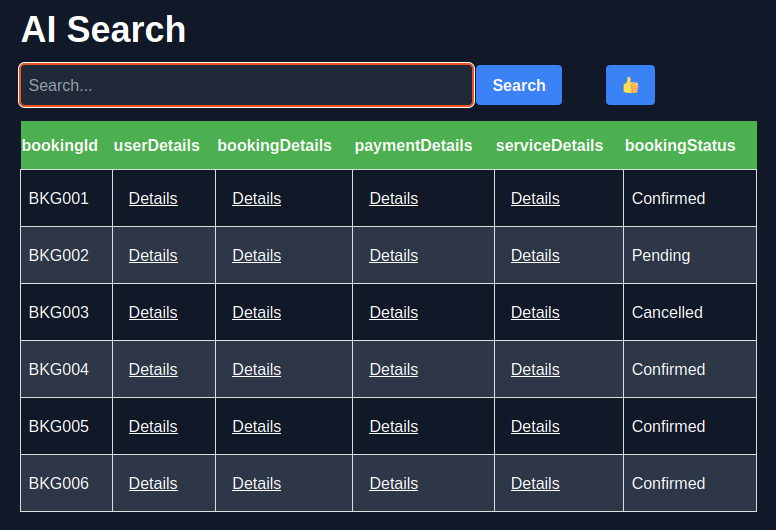 AI Search
Search... Search 👍
bookingId userDetails bookingDetails paymentDetails serviceDetails bookingStatus
BKG001 Details Details Details Details Confirmed
BKG002 Details Details Details Details Pending
BKG003 Details Details Details Details Cancelled
BKG004 Details Details Details Details Confirmed
BKG005 Details Details Details Details Confirmed
BKG006 Details Details Details Details Confirmed